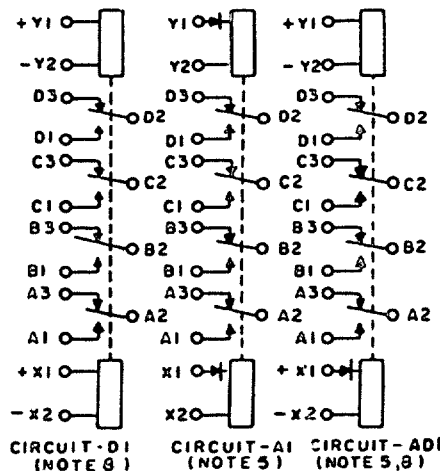 +Y1 Y1 +Y1
-Y2 Y2 -Y2
D3 D3 D3
D2 D2 D2
D1 D1 D1
C3 C3 C3
C2 C2 C2
C1 C1 C1
B3 B3 B3
B2 B2 B2
B1 B1 B1
A3 A3 A3
A2 A2 A2
A1 A1 A1
+X1 X1 +X1
-X2 X2 -X2
CIRCUIT-D1 CIRCUIT-A1 CIRCUIT-AD1
(NOTE 8) (NOTE 5) (NOTE 5,8)